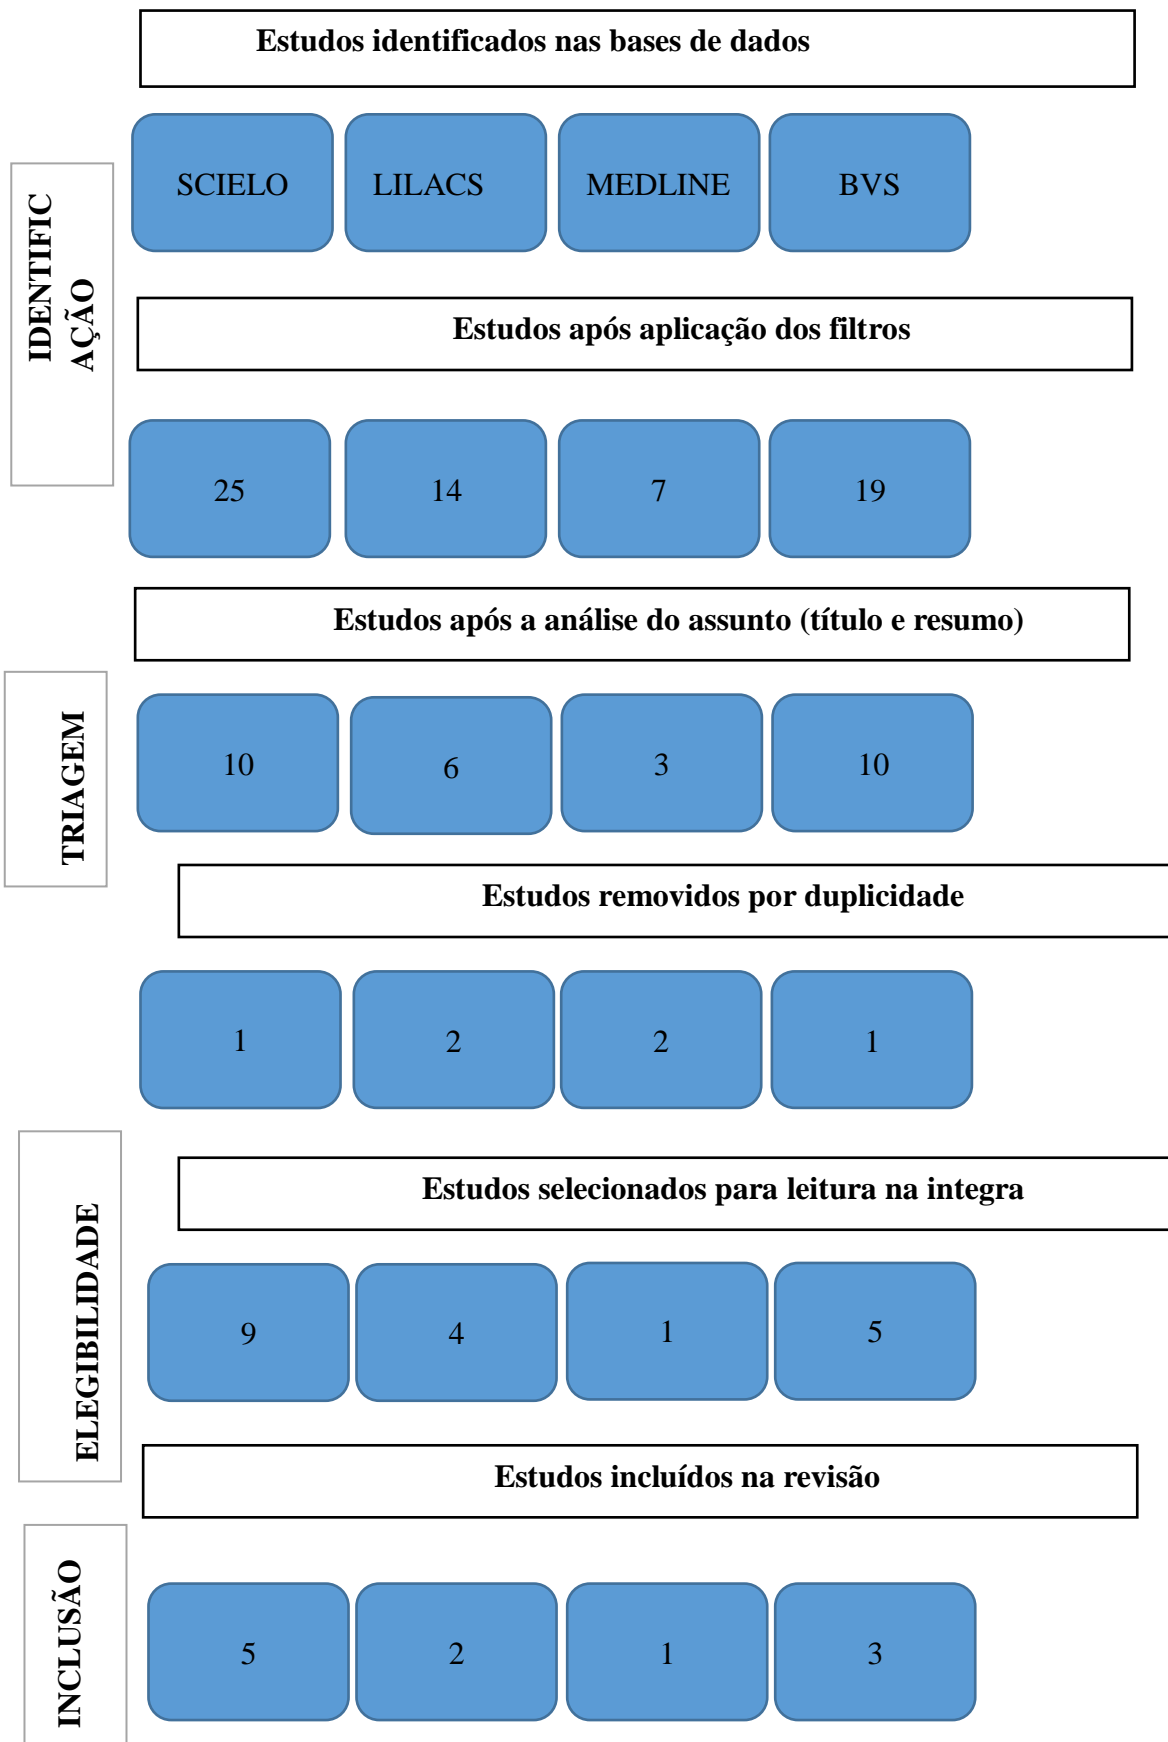 Estudos identificados nas bases de dados
IDENTIFIC
AÇÃO
SCIELO
LILACS
MEDLINE
BVS
Estudos após aplicação dos filtros
25
14
7
19
Estudos após a análise do assunto (título e resumo)
TRIAGEM
10
6
3
10
Estudos removidos por duplicidade
1
2
2
1
ELEGIBILIDADE
Estudos selecionados para leitura na integra
9
4
1
5
Estudos incluídos na revisão
INCLUSÃO
5
2
1
3